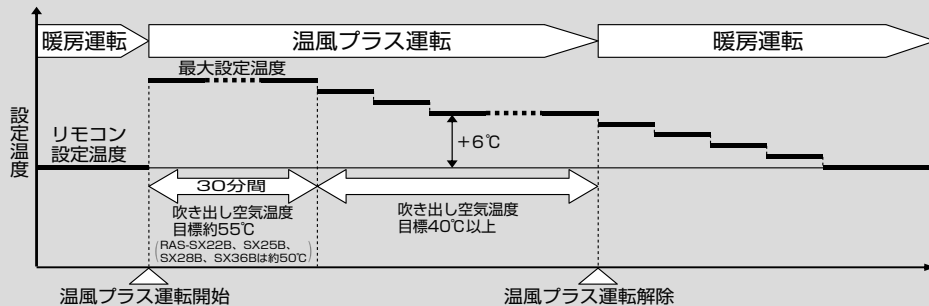 暖房運転
温風プラス運転
暖房運転
最大設定温度
設定温度
リモコン
設定温度
+6℃
30分間
吹き出し空気温度
目標約55℃
(RAS-SX22B、SX25B、
SX28B、SX36Bは約50℃)
吹き出し空気温度
目標40℃以上
温風プラス運転開始
温風プラス運転解除